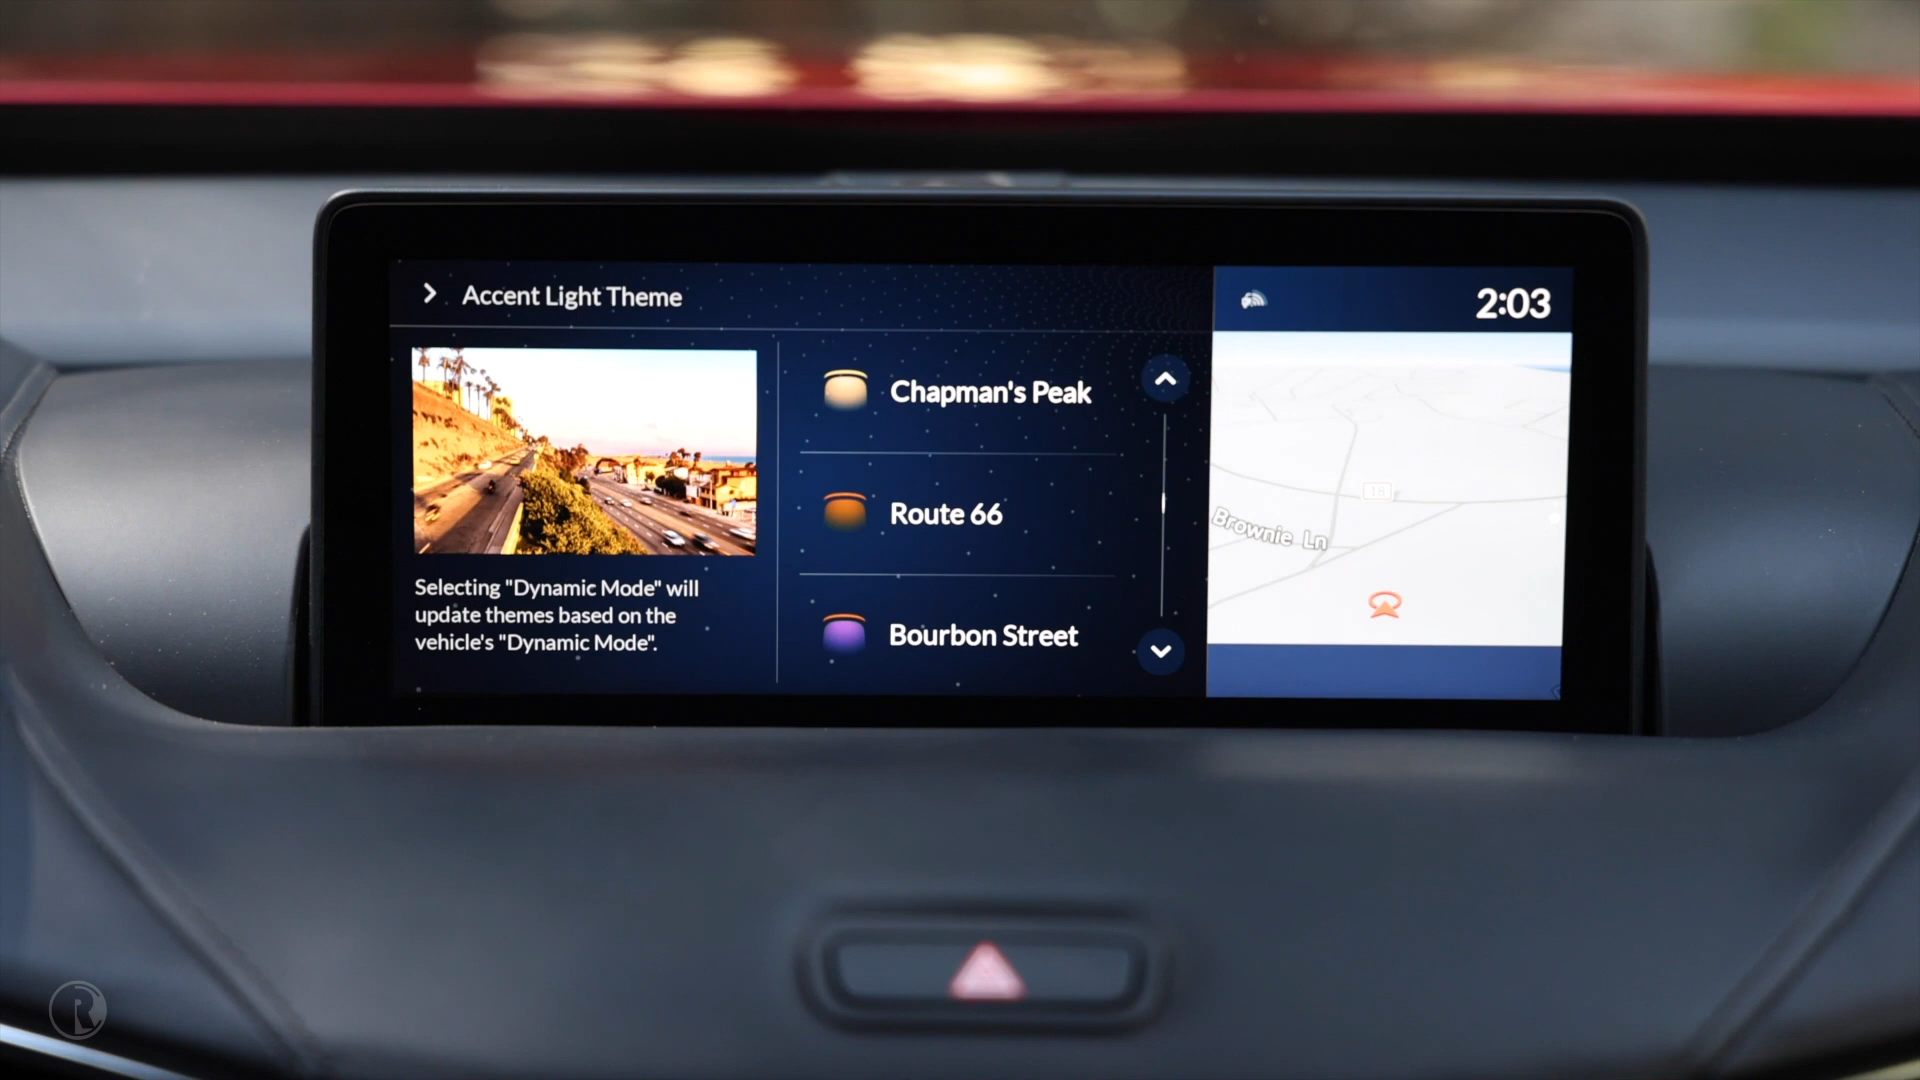 Accent Light Theme
2:03
Chapman's Peak
Route 66
Bourbon Street
Selecting "Dynamic Mode" will
update themes based on the
vehicle's "Dynamic Mode".
18
Brownie Ln
R